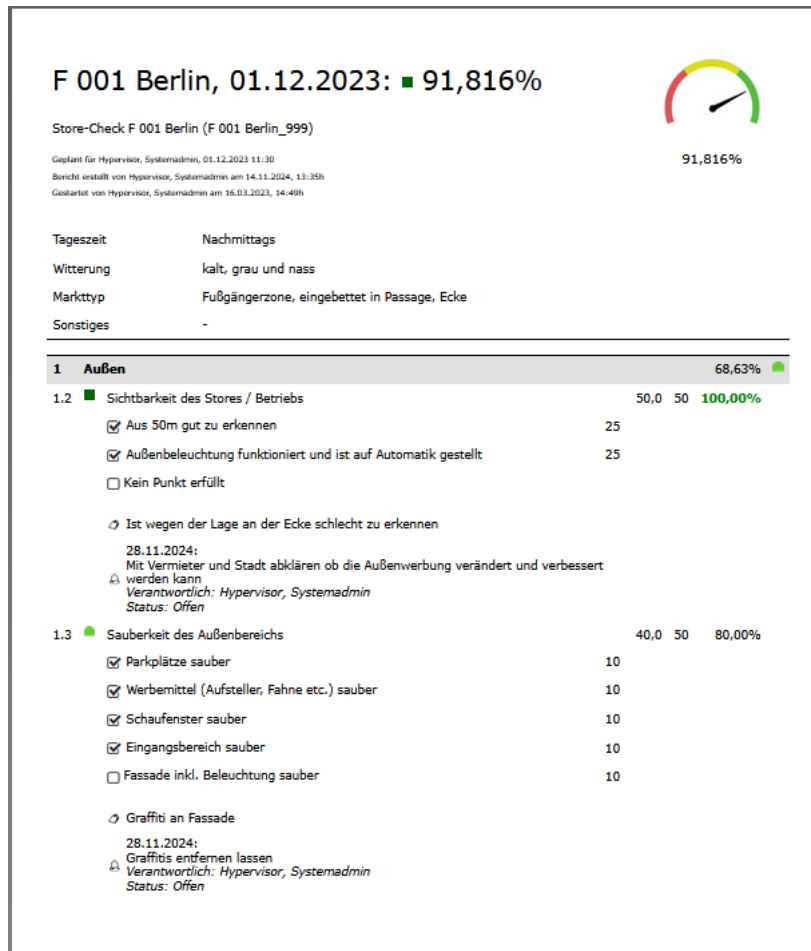 F 001 Berlin, 01.12.2023: 91,816%
91,816%
Store-Check F 001 Berlin (F 001 Berlin_999)
Geplant für Hypervisor, Systemadmin, 01.12.2023 11:30
Bericht erstellt von Hypervisor, Systemadmin am 14.11.2024, 13:35h
Gestartet von Hypervisor, Systemadmin am 16.03.2023, 14:49h
Tageszeit Nachmittags
Witterung kalt, grau und nass
Markttyp Fußgängerzone, eingebettet in Passage, Ecke
Sonstiges -
1 Außen 68,63%
1.2 Sichtbarkeit des Stores / Betriebs 50,0 50 100,00%
Aus 50m gut zu erkennen 25
Außenbeleuchtung funktioniert und ist auf Automatik gestellt 25
Kein Punkt erfüllt
Ist wegen der Lage an der Ecke schlecht zu erkennen
28.11.2024:
Mit Vermieter und Stadt abklären ob die Außenwerbung verändert und verbessert
werden kann
Verantwortlich: Hypervisor, Systemadmin
Status: Offen
1.3 Sauberkeit des Außenbereichs 40,0 50 80,00%
Parkplätze sauber 10
Werbemittel (Aufsteller, Fahne etc.) sauber 10
Schaufenster sauber 10
Eingangsbereich sauber 10
Fassade inkl. Beleuchtung sauber 10
Graffiti an Fassade
28.11.2024:
Graffitis entfernen lassen
Verantwortlich: Hypervisor, Systemadmin
Status: Offen